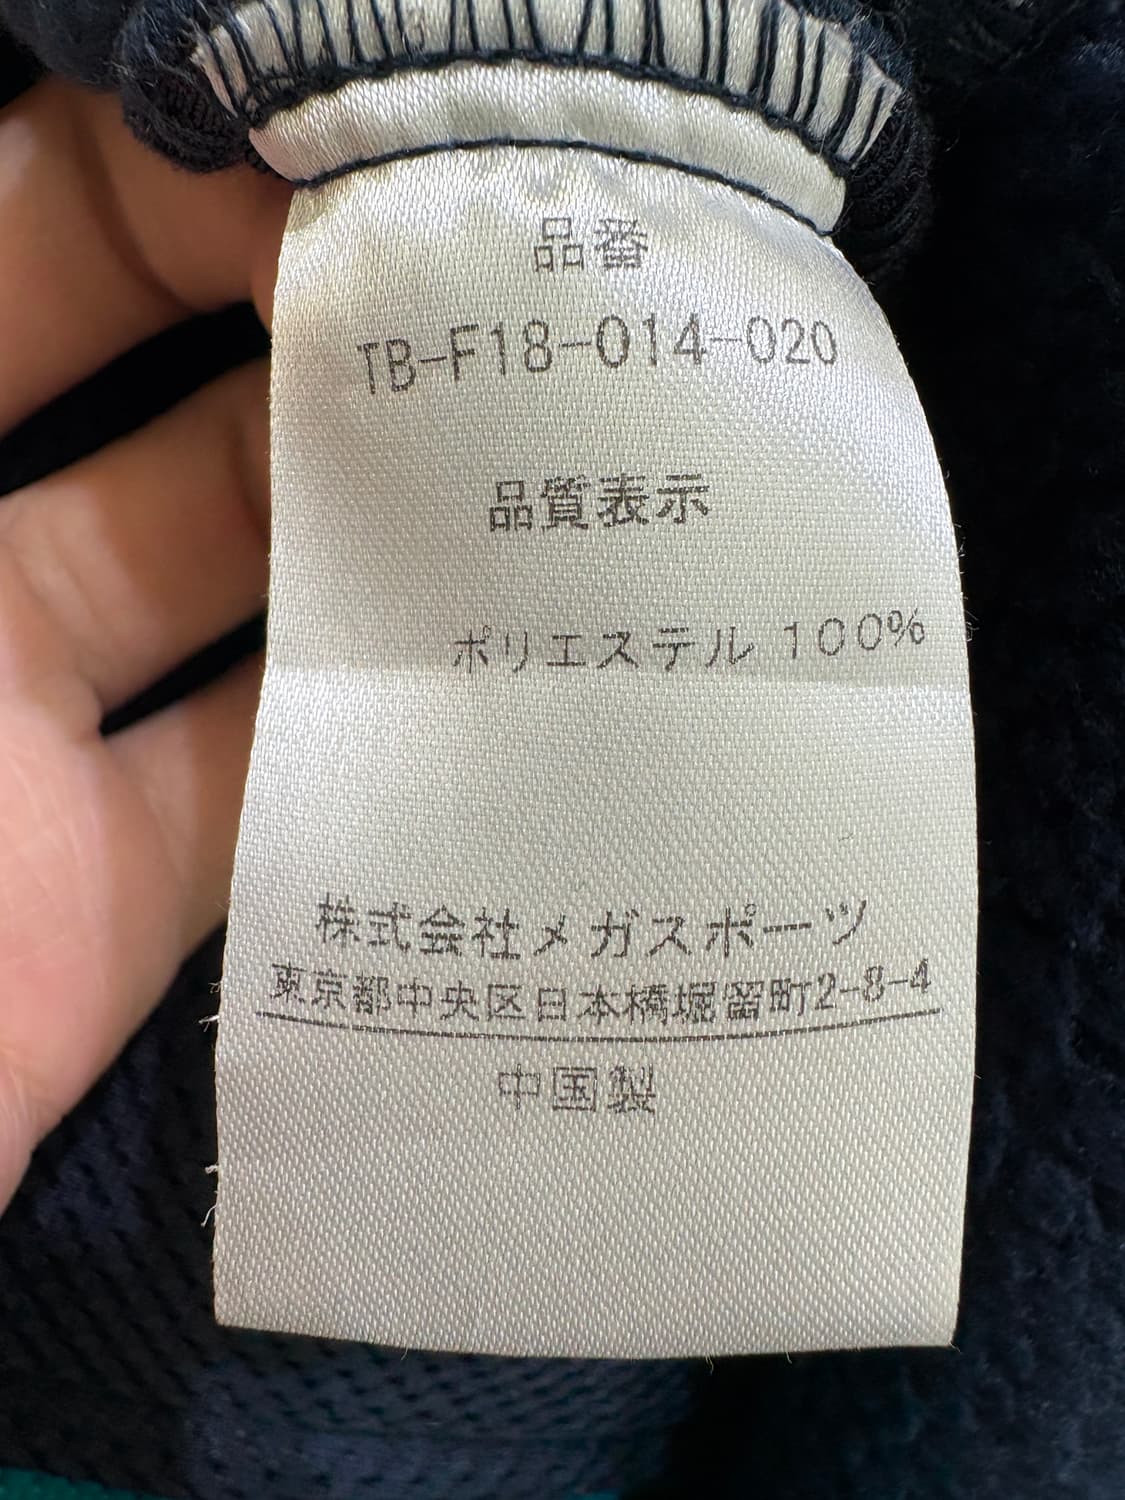 品番
TB-F18-014-020
品質表示
ポリエステル 100%
株式会社メガスポーツ
東京都中央区日本橋堀留町2-8-4
中国製